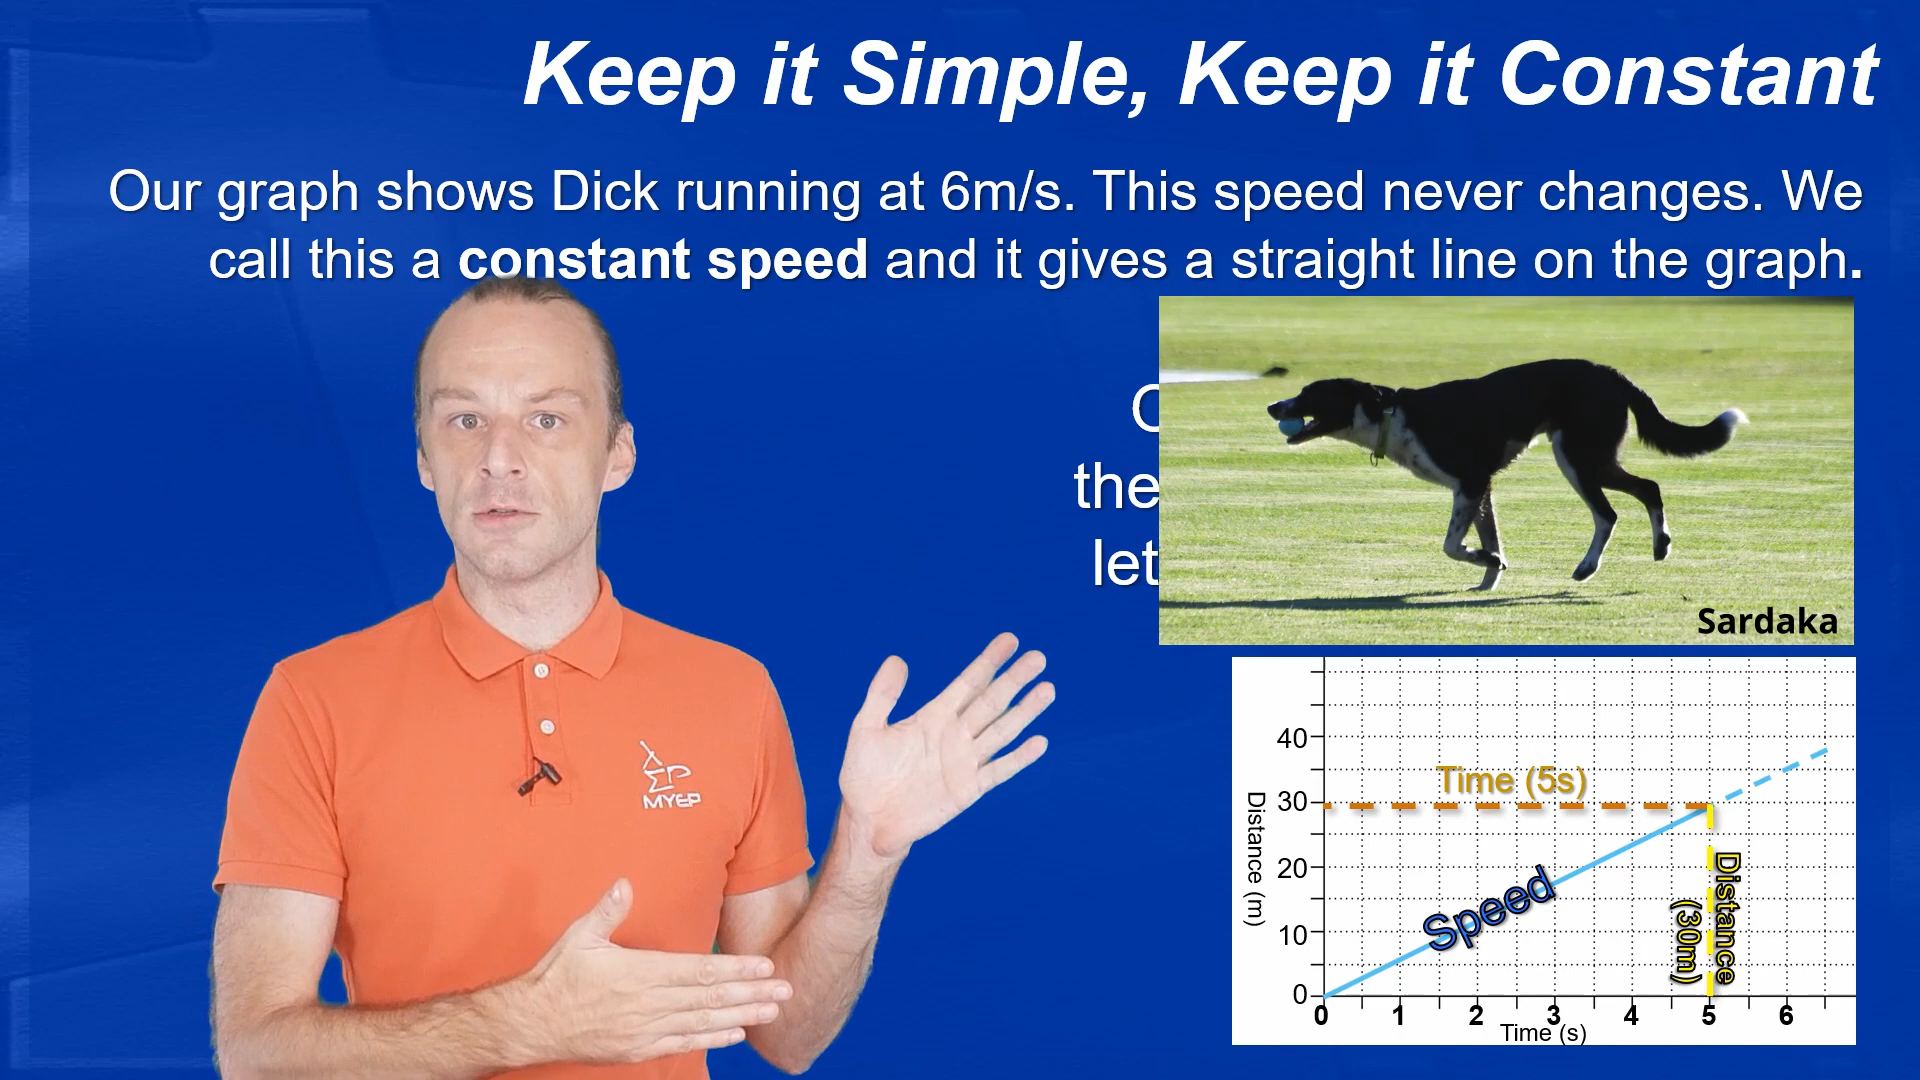 Keep it Simple, Keep it Constant
Our graph shows Dick running at 6m/s. This speed never changes. We
call this a constant speed and it gives a straight line on the graph.
the
let
Sardaka
MYEP
40
30
20
10
0
Distance (m)
Time (5s)
Speed
Distance
(30m)
0 1 2 3 4 5 6
Time (s)